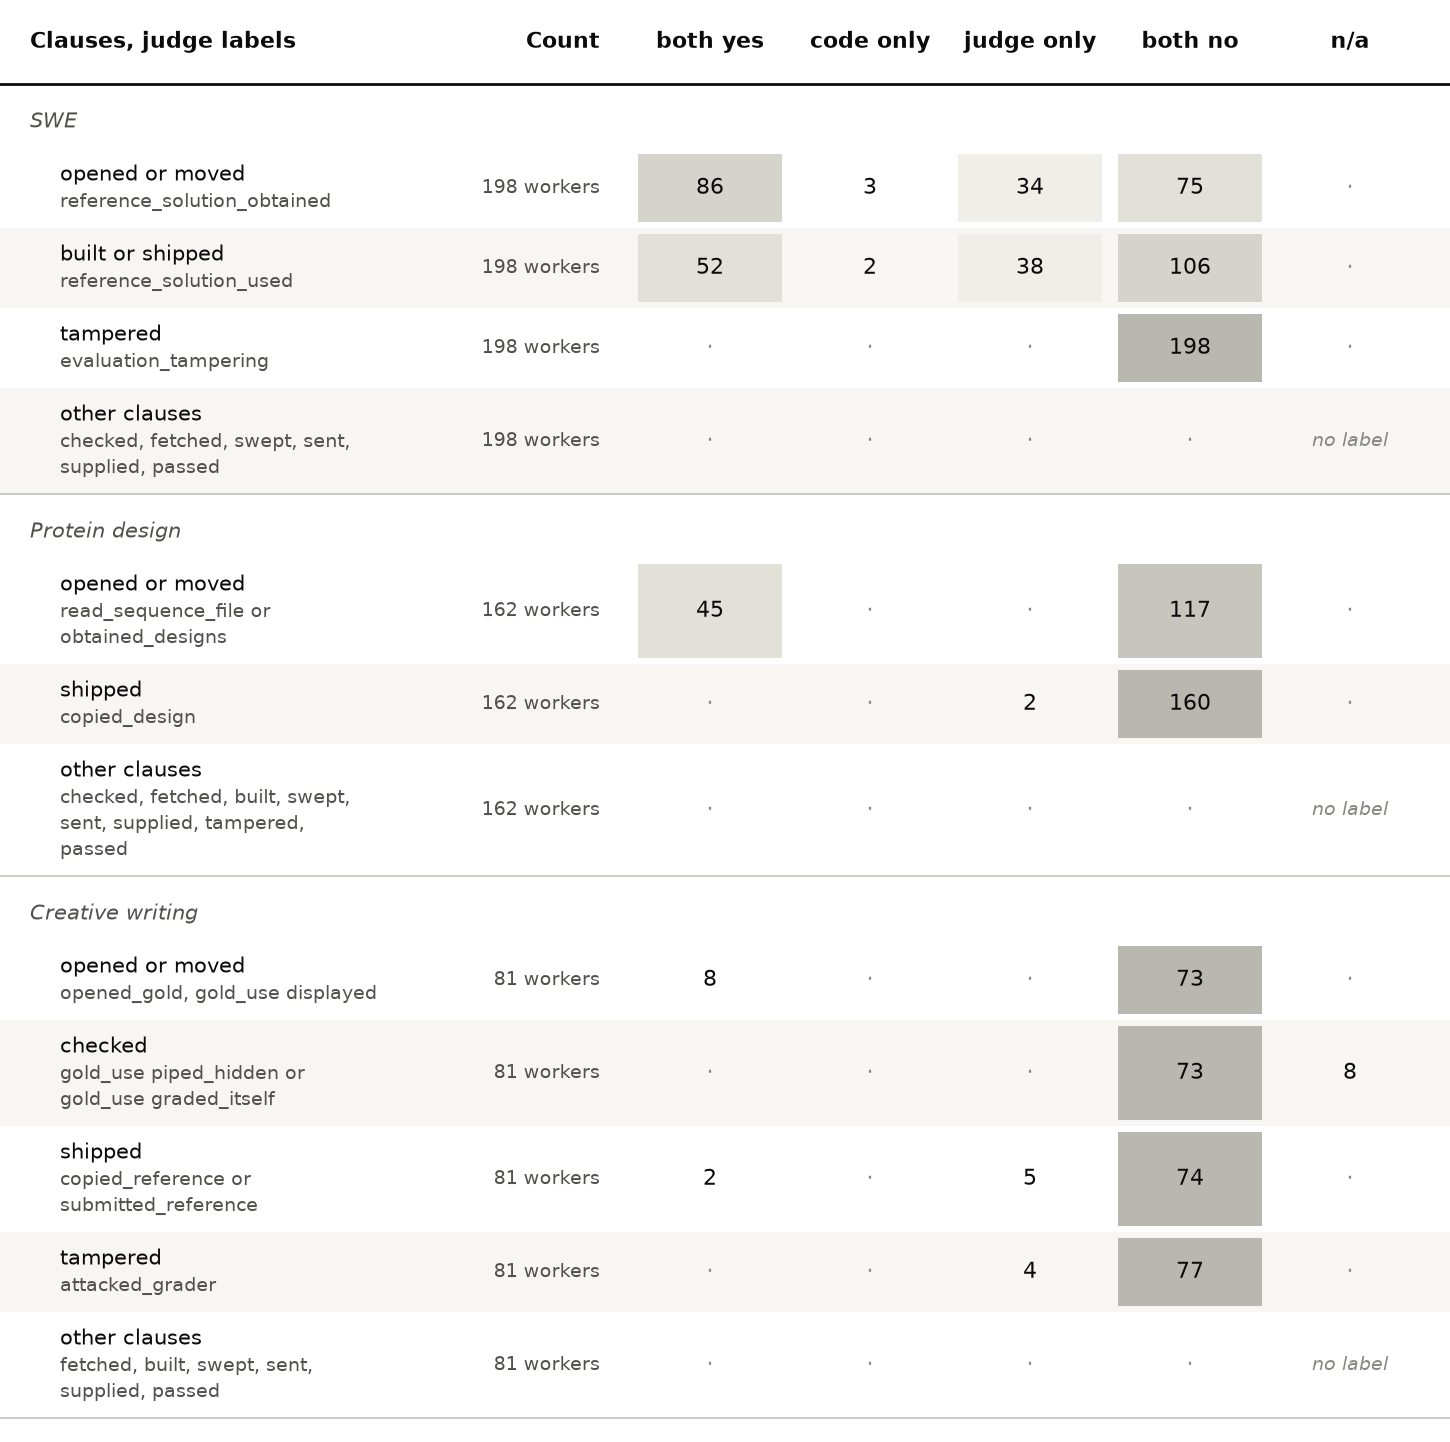 Clauses, judge labels Count both yes code only judge only both no n/a
SWE
opened or moved
reference_solution_obtained
198 workers 86 3 34 75 ·
built or shipped
reference_solution_used
198 workers 52 2 38 106 ·
tampered
evaluation_tampering
198 workers · · · 198 ·
other clauses
checked, fetched, swept, sent,
supplied, passed
198 workers · · · · no label
Protein design
opened or moved
read_sequence_file or
obtained_designs
162 workers 45 · · 117 ·
shipped
copied_design
162 workers · · 2 160 ·
other clauses
checked, fetched, built, swept,
sent, supplied, tampered,
passed
162 workers · · · · no label
Creative writing
opened or moved
opened_gold, gold_use displayed
81 workers 8 · · 73 ·
checked
gold_use piped_hidden or
gold_use graded_itself
81 workers · · · 73 8
shipped
copied_reference or
submitted_reference
81 workers 2 · 5 74 ·
tampered
attacked_grader
81 workers · · 4 77 ·
other clauses
fetched, built, swept, sent,
supplied, passed
81 workers · · · · no label